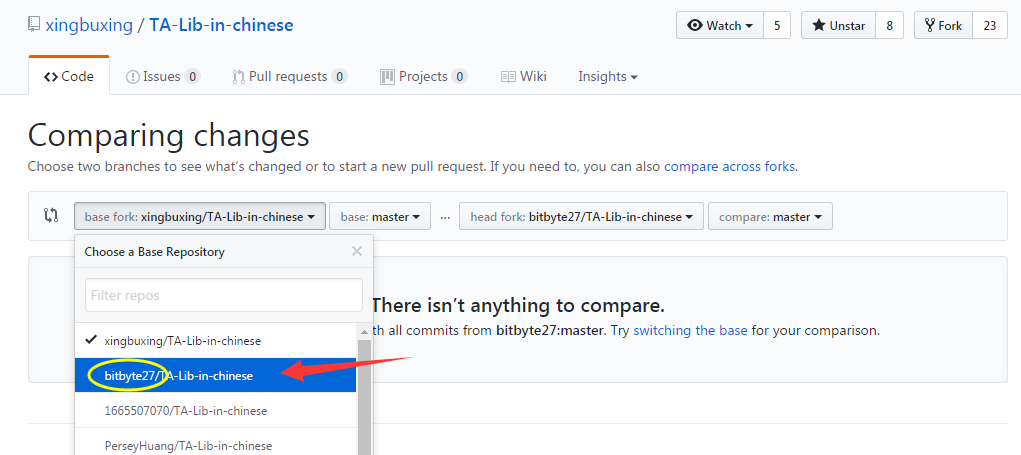 xingbuxing / TA-Lib-in-chinese
Watch 5 Unstar 8 Fork 23
Code Issues 0 Pull requests 0 Projects 0 Wiki Insights
Comparing changes
Choose two branches to see what's changed or to start a new pull request. If you need to, you can also compare across forks.
base fork: xingbuxing/TA-Lib-in-chinese base: master ... head fork: bitbyte27/TA-Lib-in-chinese compare: master
Choose a Base Repository
Filter repos
There isn't anything to compare.
th all commits from bitbyte27:master. Try switching the base for your comparison.
xingbuxing/TA-Lib-in-chinese
bitbyte27/TA-Lib-in-chinese
1665507070/TA-Lib-in-chinese
PerseyHuang/TA-Lib-in-chinese